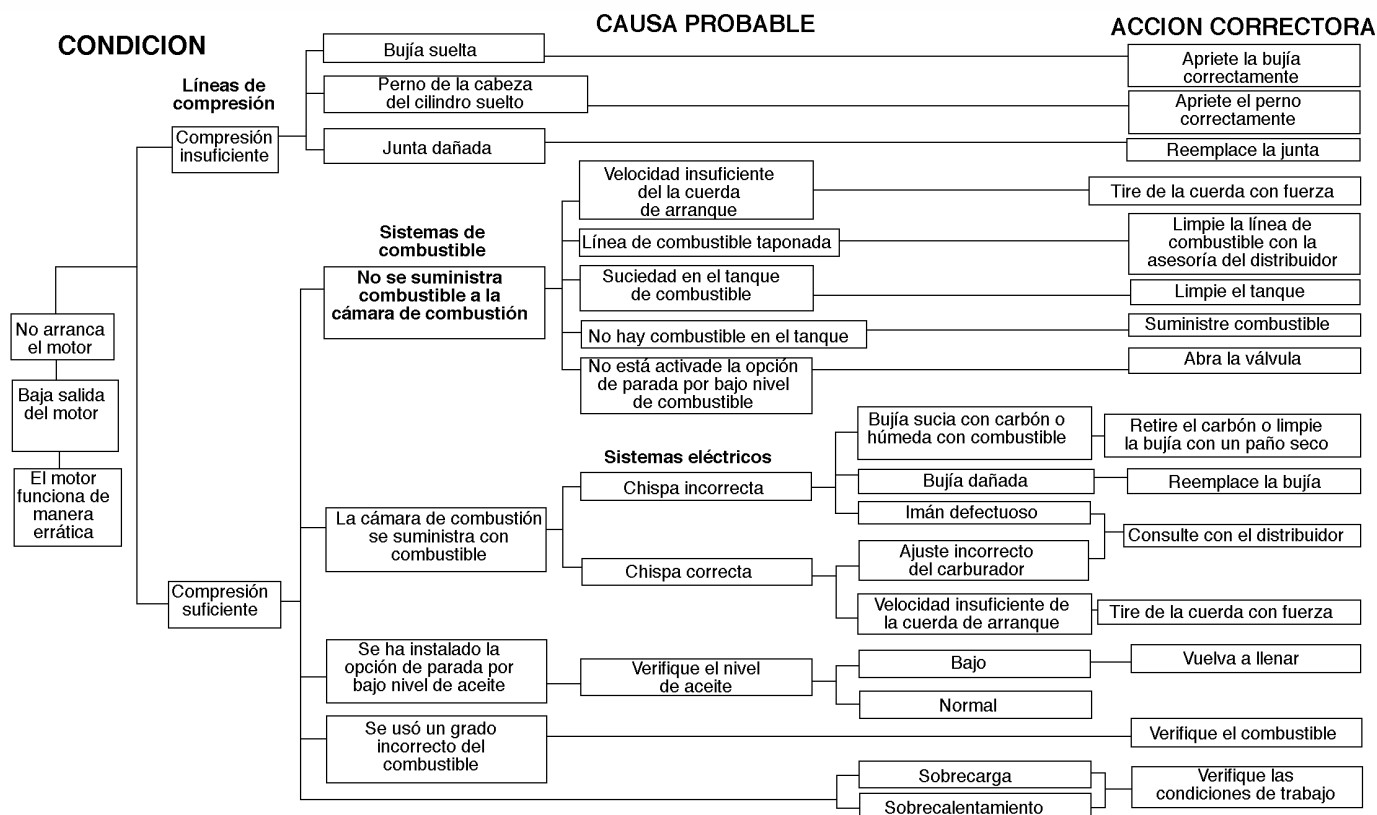 CONDICION
CAUSA PROBABLE
ACCION CORRECTORA
Líneas de
compresión
Compresión
insuficiente
Bujía suelta
Apriete la bujía
correctamente
Perno de la cabeza
del cilindro suelto
Apriete el perno
correctamente
Junta dañada
Reemplace la junta
Sistemas de
combustible
No se suministra
combustible a la
cámara de combustión
Velocidad insuficiente
del la cuerda
de arranque
Tire de la cuerda con fuerza
Línea de combustible taponada
Limpie la línea de
combustible con la
asesoría del distribuidor
Suciedad en el tanque
de combustible
Limpie el tanque
No hay combustible en el tanque
Suministre combustible
No está activade la opción
de parada por bajo nivel
de combustible
Abra la válvula
No arranca
el motor
Baja salida
del motor
El motor
funciona de
manera
errática
Compresión
suficiente
La cámara de combustión
se suministra con
combustible
Sistemas eléctricos
Chispa incorrecta
Bujía sucia con carbón o
húmeda con combustible
Retire el carbón o limpie
la bujía con un paño seco
Bujía dañada
Reemplace la bujía
Imán defectuoso
Consulte con el distribuidor
Chispa correcta
Ajuste incorrecto
del carburador
Velocidad insuficiente de
la cuerda de arranque
Tire de la cuerda con fuerza
Se ha instalado la
opción de parada por
bajo nivel de aceite
Verifique el nivel
de aceite
Bajo
Vuelva a llenar
Normal
Se usó un grado
incorrecto del
combustible
Verifique el combustible
Sobrecarga
Sobrecalentamiento
Verifique las
condiciones de trabajo